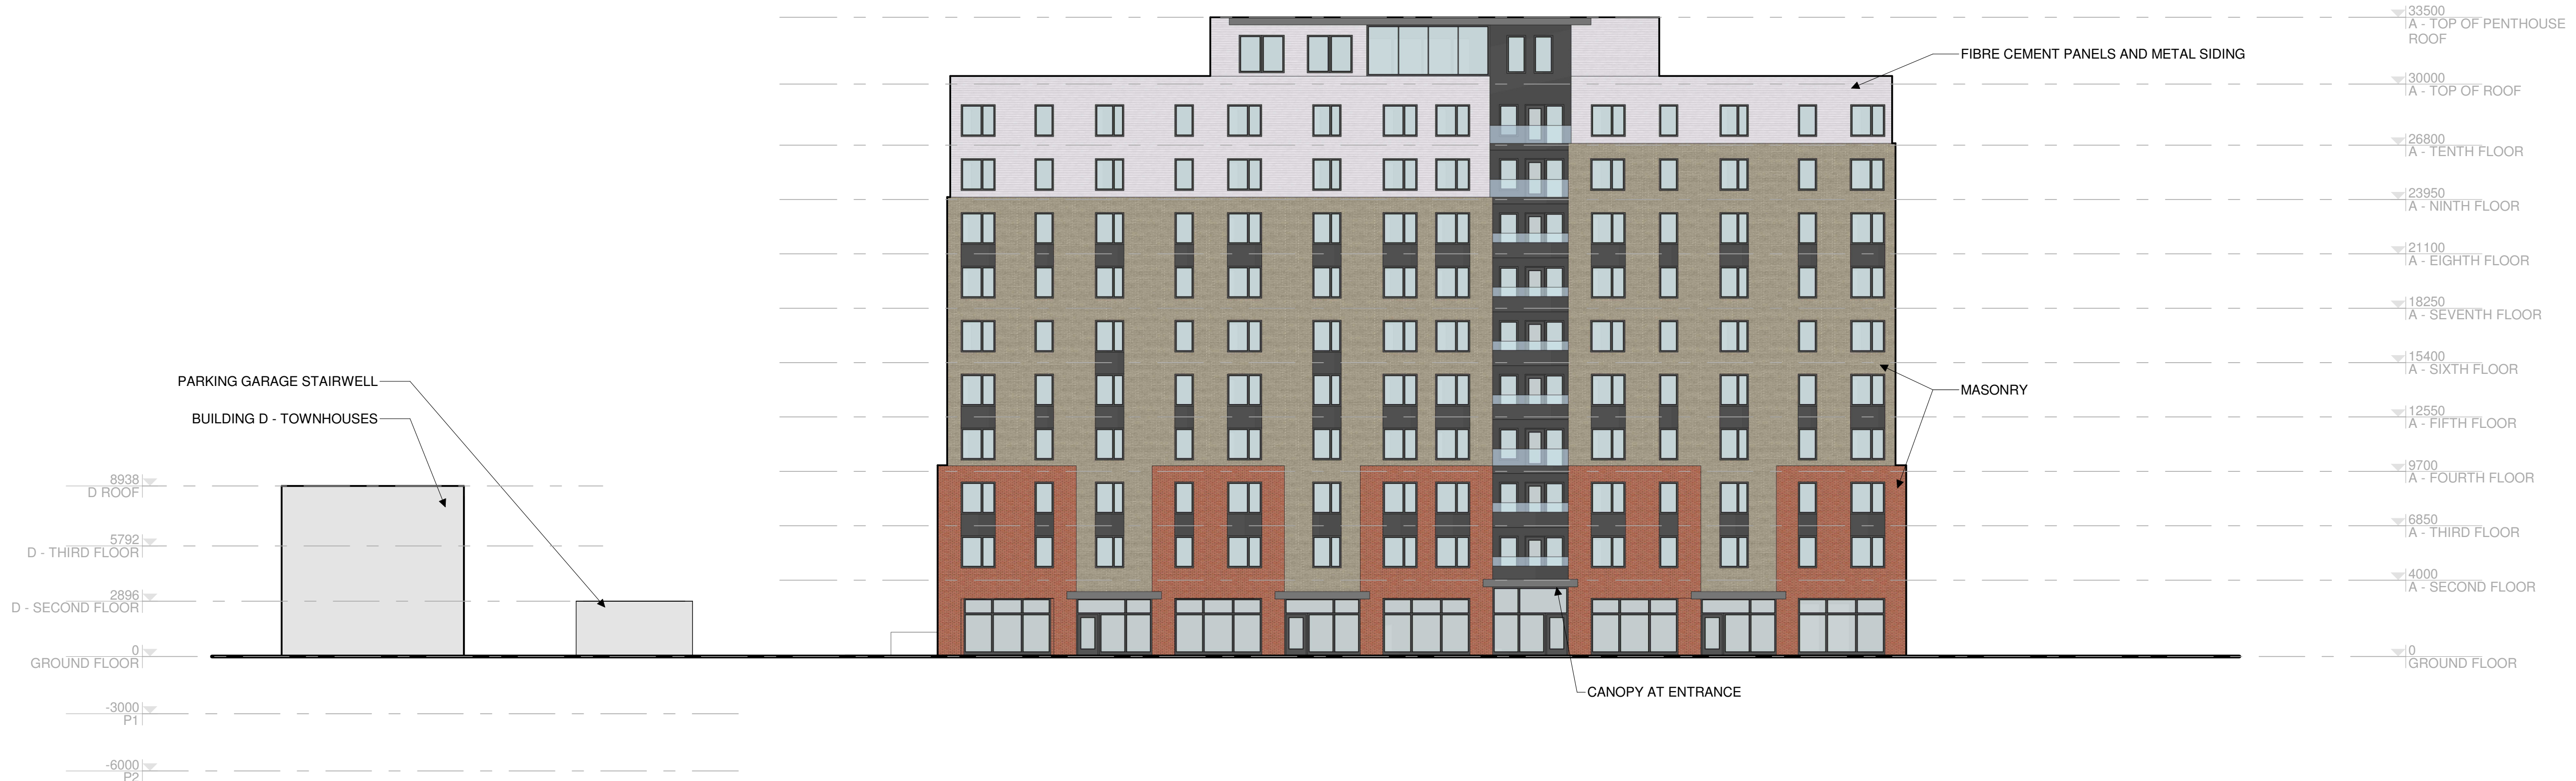 33500
A - TOP OF PENTHOUSE
ROOF
FIBRE CEMENT PANELS AND METAL SIDING
30000
A - TOP OF ROOF
26800
A - TENTH FLOOR
23950
A - NINTH FLOOR
21100
A - EIGHTH FLOOR
18250
A - SEVENTH FLOOR
15400
A - SIXTH FLOOR
PARKING GARAGE STAIRWELL
MASONRY
BUILDING D - TOWNHOUSES
12550
A - FIFTH FLOOR
9700
A - FOURTH FLOOR
8938
D ROOF
6850
A - THIRD FLOOR
5792
D - THIRD FLOOR
4000
A - SECOND FLOOR
2896
D - SECOND FLOOR
0
GROUND FLOOR
0
GROUND FLOOR
CANOPY AT ENTRANCE
-3000
P1
-6000
P2